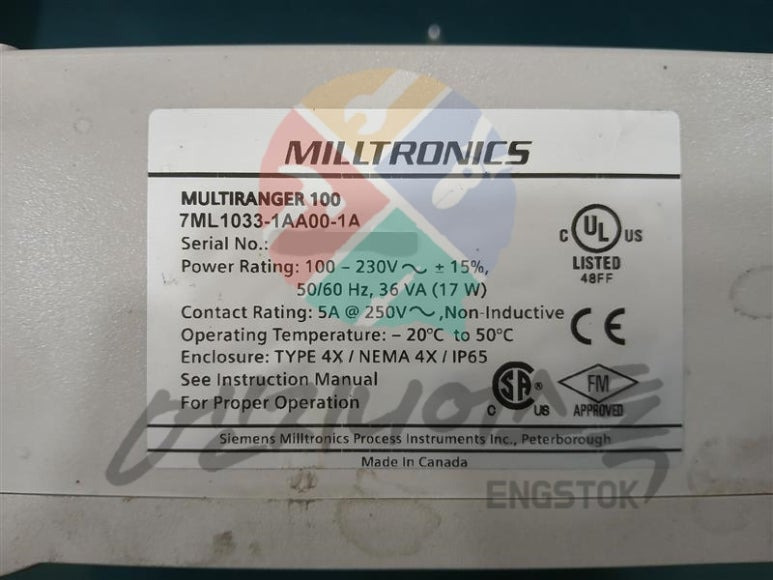 MILLTRONICS
MULTIRANGER 100
7ML1033-1AA00-1A
Serial No.:
Power Rating: 100 – 230V ～ ± 15%,
50/60 Hz, 36 VA (17 W)
Contact Rating: 5A @ 250V ～, Non-Inductive
Operating Temperature: – 20°C to 50°C
Enclosure: TYPE 4X / NEMA 4X / IP65
See Instruction Manual
For Proper Operation
C UL US
LISTED
48FF
CE
C SA ® US
FM
APPROVED
Siemens Milltronics Process Instruments Inc., Peterborough
Made In Canada
ENGSTOK